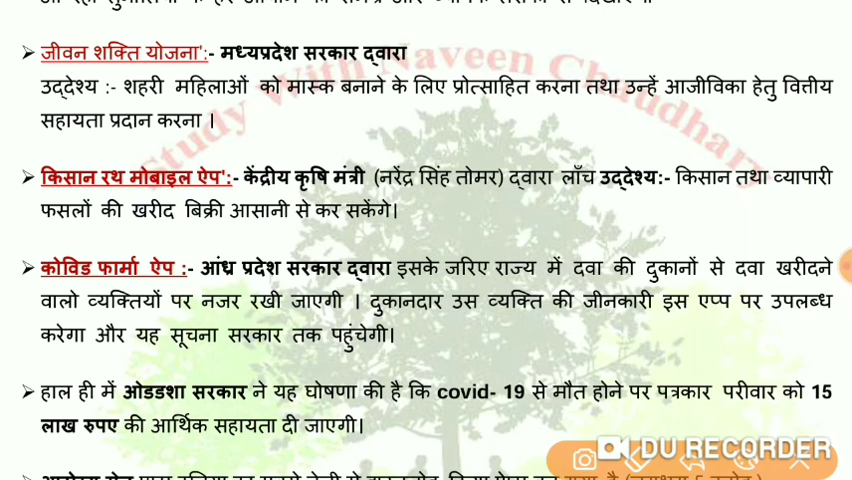 ➢ जीवन शक्ति योजना':- मध्यप्रदेश सरकार द्वारा
उद्देश्य :- शहरी महिलाओं को मास्क बनाने के लिए प्रोत्साहित करना तथा उन्हें आजीविका हेतु वित्तीय
सहायता प्रदान करना ।
➢ किसान रथ मोबाइल ऐप':- केंद्रीय कृषि मंत्री (नरेंद्र सिंह तोमर) द्वारा लाँच उद्देश्य:- किसान तथा व्यापारी
फसलों की खरीद बिक्री आसानी से कर सकेंगे।
➢ कोविड फार्मा ऐप :- आंध्र प्रदेश सरकार द्वारा इसके जरिए राज्य में दवा की दुकानों से दवा खरीदने
वालो व्यक्तियों पर नजर रखी जाएगी । दुकानदार उस व्यक्ति की जीनकारी इस एप्प पर उपलब्ध
करेगा और यह सूचना सरकार तक पहुंचेगी।
➢ हाल ही में ओडडशा सरकार ने यह घोषणा की है कि covid- 19 से मौत होने पर पत्रकार परीवार को 15
लाख रुपए की आर्थिक सहायता दी जाएगी।
Study With Naveen Chaudhary
DU RECORDER